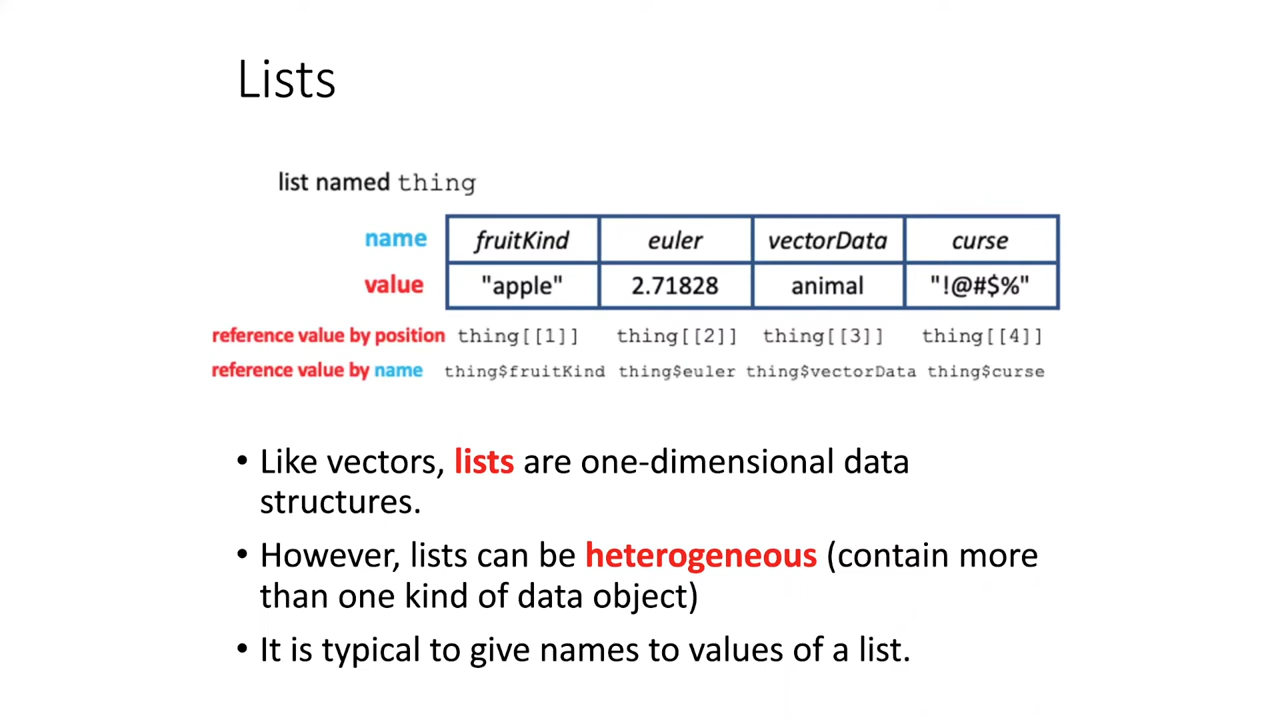 Lists
list named thing
name fruitKind euler vectorData curse
value "apple" 2.71828 animal "!@#$%"
reference value by position thing[[1]] thing[[2]] thing[[3]] thing[[4]]
reference value by name thing$fruitKind thing$euler thing$vectorData thing$curse
• Like vectors, lists are one-dimensional data
structures.
• However, lists can be heterogeneous (contain more
than one kind of data object)
• It is typical to give names to values of a list.